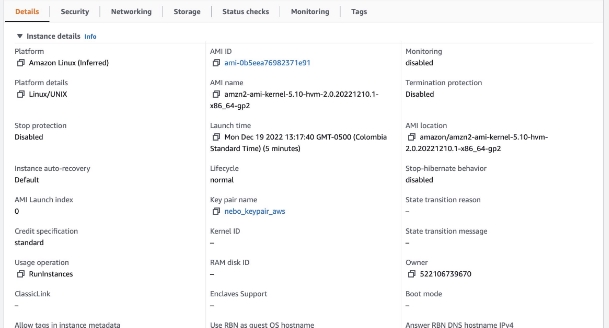 Details Security Networking Storage Status checks Monitoring Tags
▼ Instance details Info
Platform
Amazon Linux (Inferred)
AMI ID
ami-0b5eea76982371e91
Monitoring
disabled
Platform details
Linux/UNIX
AMI name
amzn2-ami-kernel-5.10-hvm-2.0.20221210.1-
x86_64-gp2
Termination protection
Disabled
Stop protection
Disabled
Launch time
Mon Dec 19 2022 13:17:40 GMT-0500 (Colombia
Standard Time) (5 minutes)
AMI location
amazon/amzn2-ami-kernel-5.10-hvm-
2.0.20221210.1-x86_64-gp2
Instance auto-recovery
Default
Lifecycle
normal
Stop-hibernate behavior
disabled
AMI Launch index
0
Key pair name
nebo_keypair_aws
State transition reason
–
Credit specification
standard
Kernel ID
–
State transition message
–
Usage operation
RunInstances
RAM disk ID
–
Owner
522106739670
ClassicLink
–
Enclaves Support
–
Boot mode
–
Allow tags in instance metadata
Use RBN as guest OS hostname
Answer RBN DNS hostname IPv4